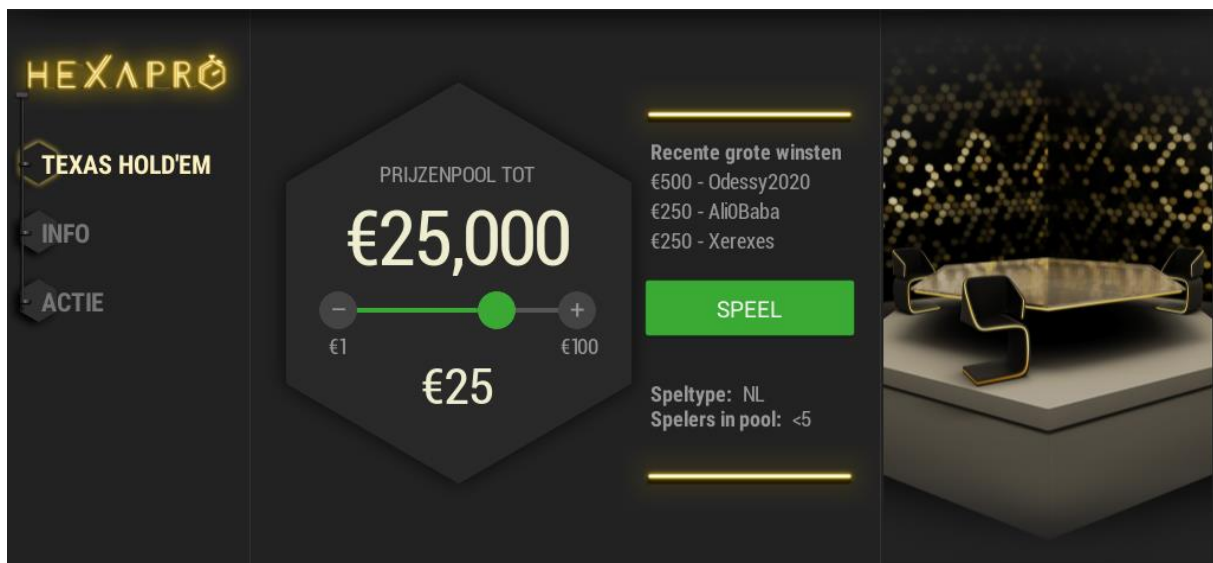 HEXAPRO
TEXAS HOLD'EM
INFO
ACTIE
PRIJZENPOOL TOT
€25,000
−
+
€1
€100
€25
Recente grote winsten
€500 - Odessy2020
€250 - Ali0Baba
€250 - Xerexes
SPEEL
Speltype: NL
Spelers in pool: <5